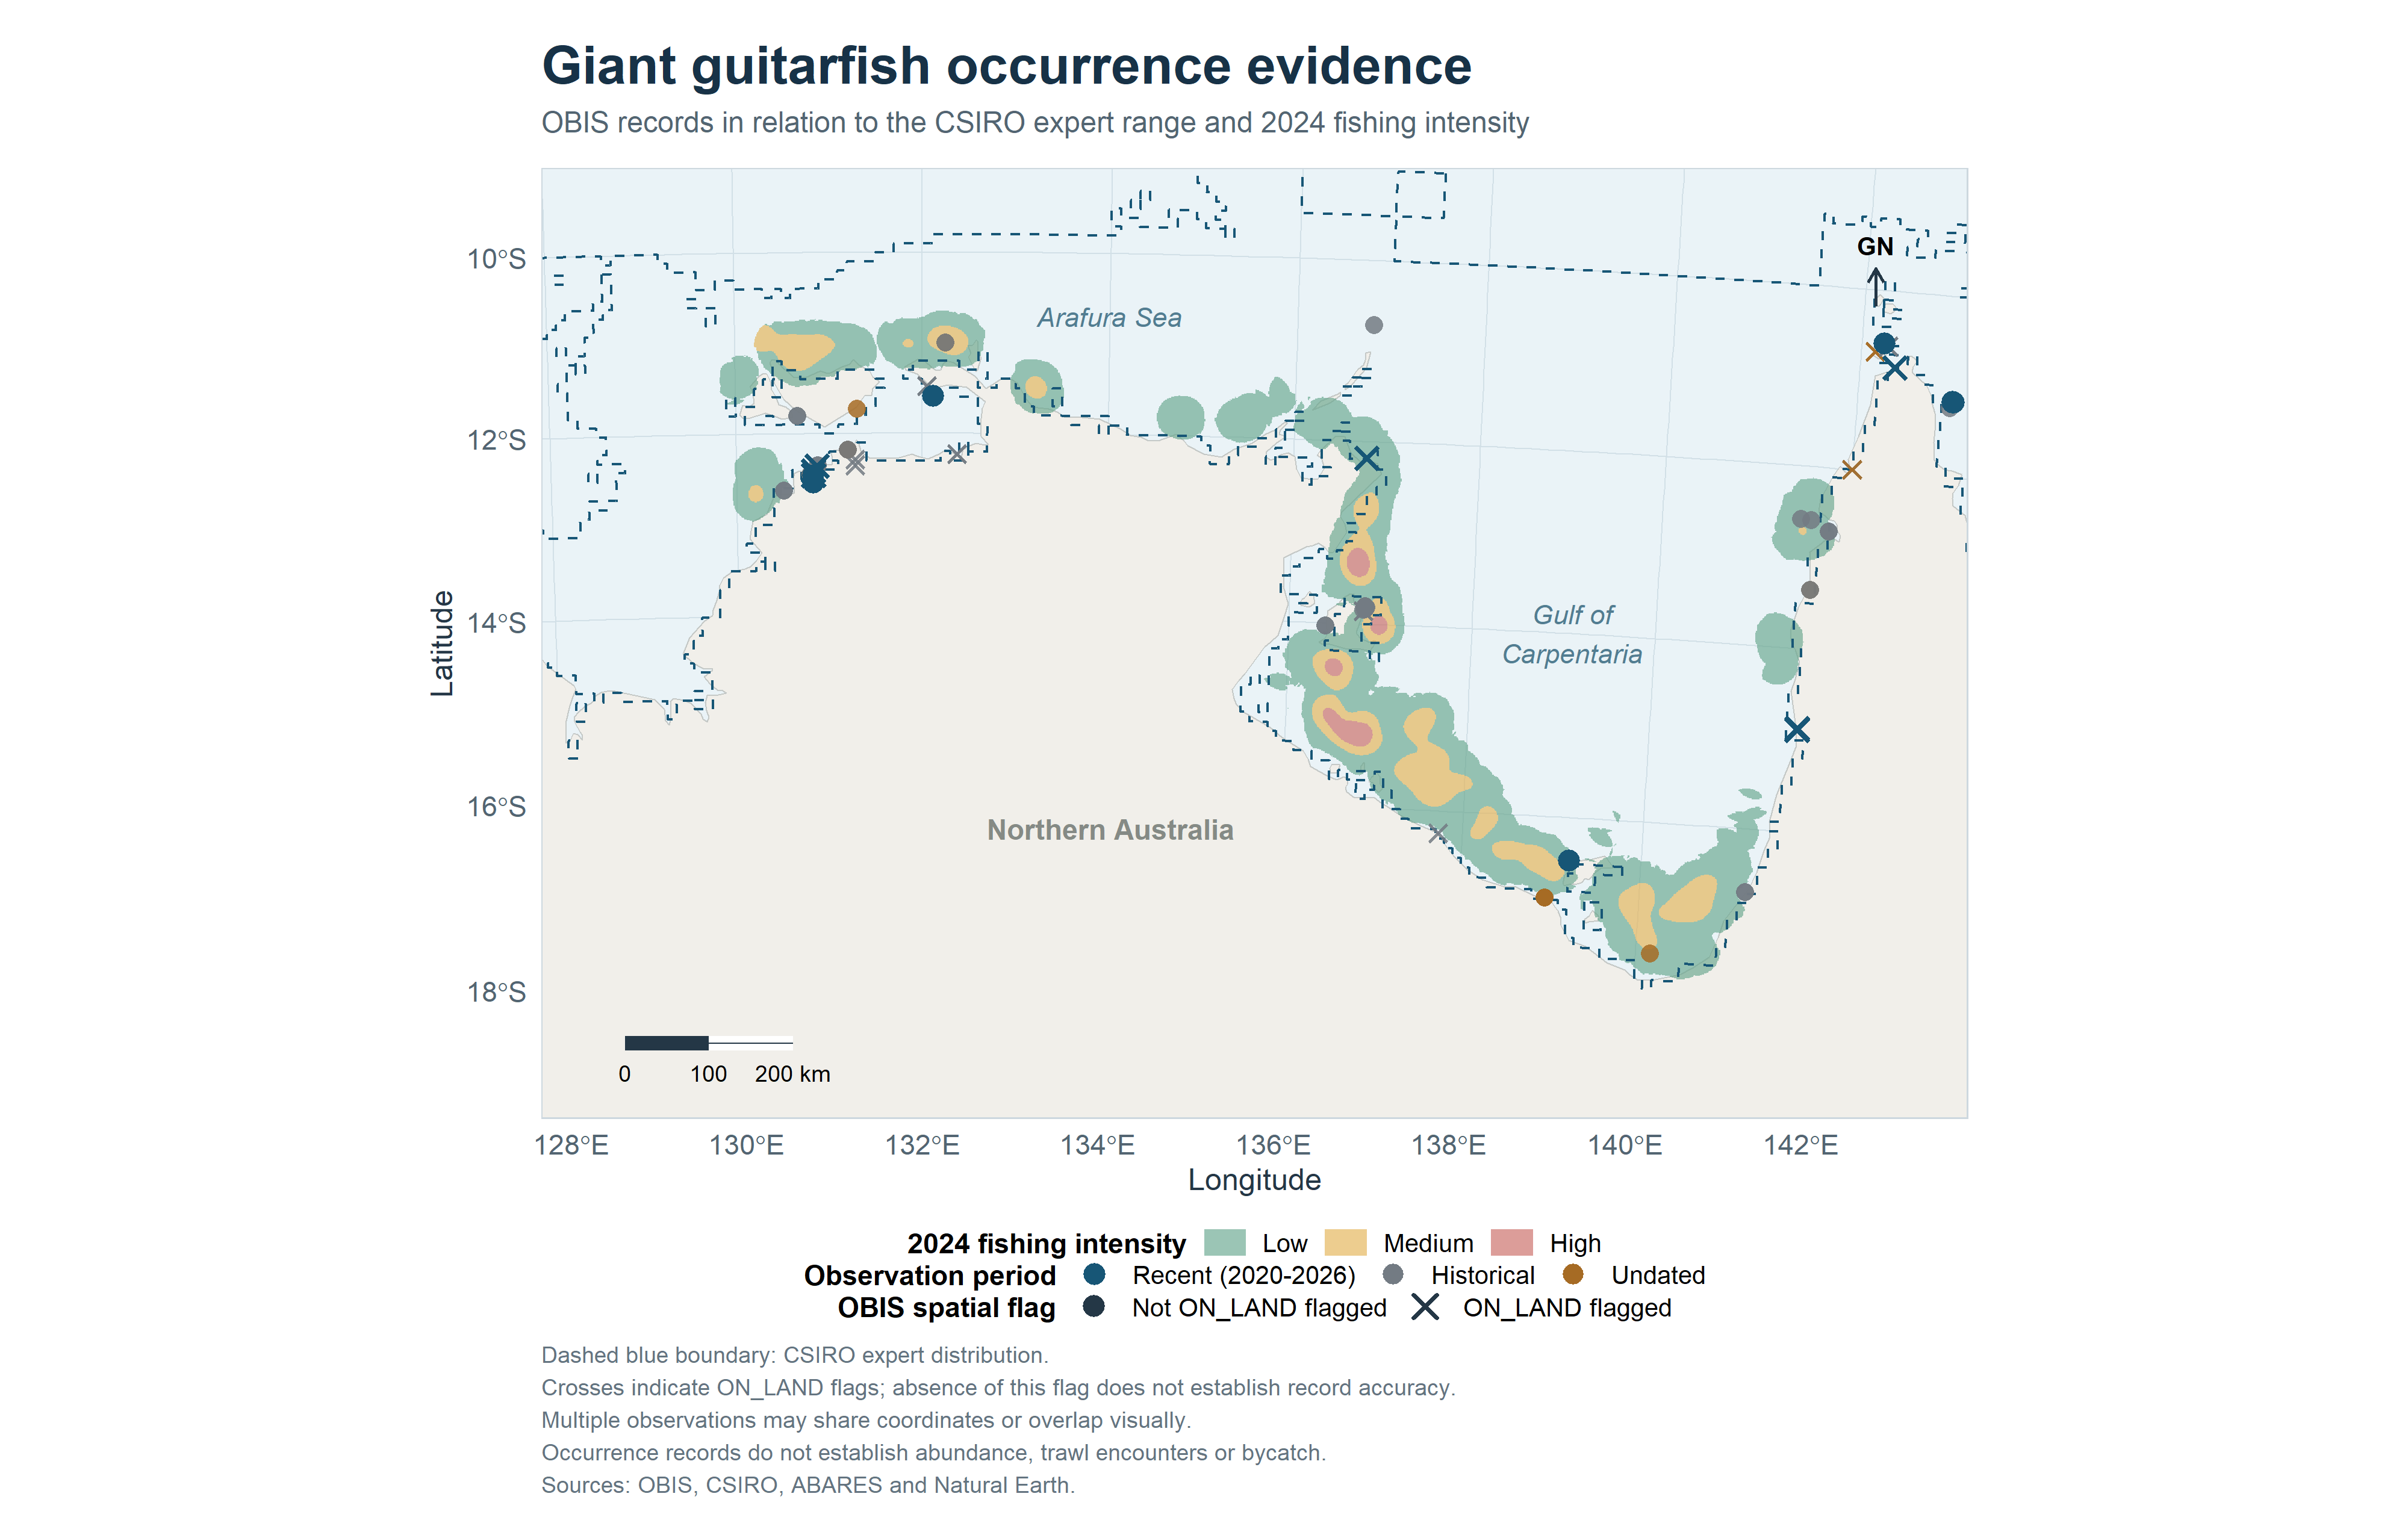 Giant guitarfish occurrence evidence
OBIS records in relation to the CSIRO expert range and 2024 fishing intensity
GN
10°S
12°S
14°S
16°S
18°S
Latitude
Arafura Sea
Gulf of
Carpentaria
Northern Australia
0 100 200 km
128°E 130°E 132°E 134°E 136°E 138°E 140°E 142°E
Longitude
2024 fishing intensity Low Medium High
Observation period Recent (2020-2026) Historical Undated
OBIS spatial flag Not ON_LAND flagged ON_LAND flagged
Dashed blue boundary: CSIRO expert distribution.
Crosses indicate ON_LAND flags; absence of this flag does not establish record accuracy.
Multiple observations may share coordinates or overlap visually.
Occurrence records do not establish abundance, trawl encounters or bycatch.
Sources: OBIS, CSIRO, ABARES and Natural Earth.